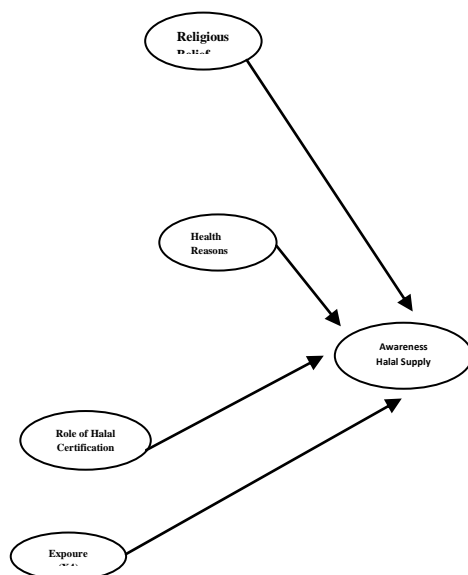 Religious
Health
Reasons
Awareness
Halal Supply
Role of Halal
Certification
Expoure